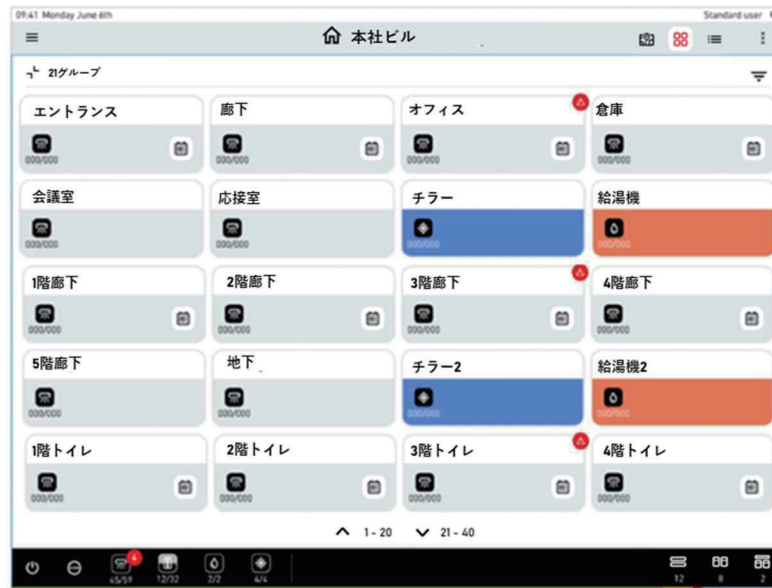 09:41 Monday June 6th
Standard user
本社ビル
21グループ
エントランス
廊下
オフィス
倉庫
000/000
000/000
000/000
000/000
会議室
応接室
チラー
給湯機
000/000
000/000
000/000
000/000
1階廊下
2階廊下
3階廊下
4階廊下
000/000
000/000
000/000
000/000
5階廊下
地下
チラー2
給湯機2
000/000
000/000
000/000
000/000
1階トイレ
2階トイレ
3階トイレ
4階トイレ
000/000
000/000
000/000
000/000
1 - 20
21 - 40
4
45/59
12/32
2/2
4/4
12
8
2